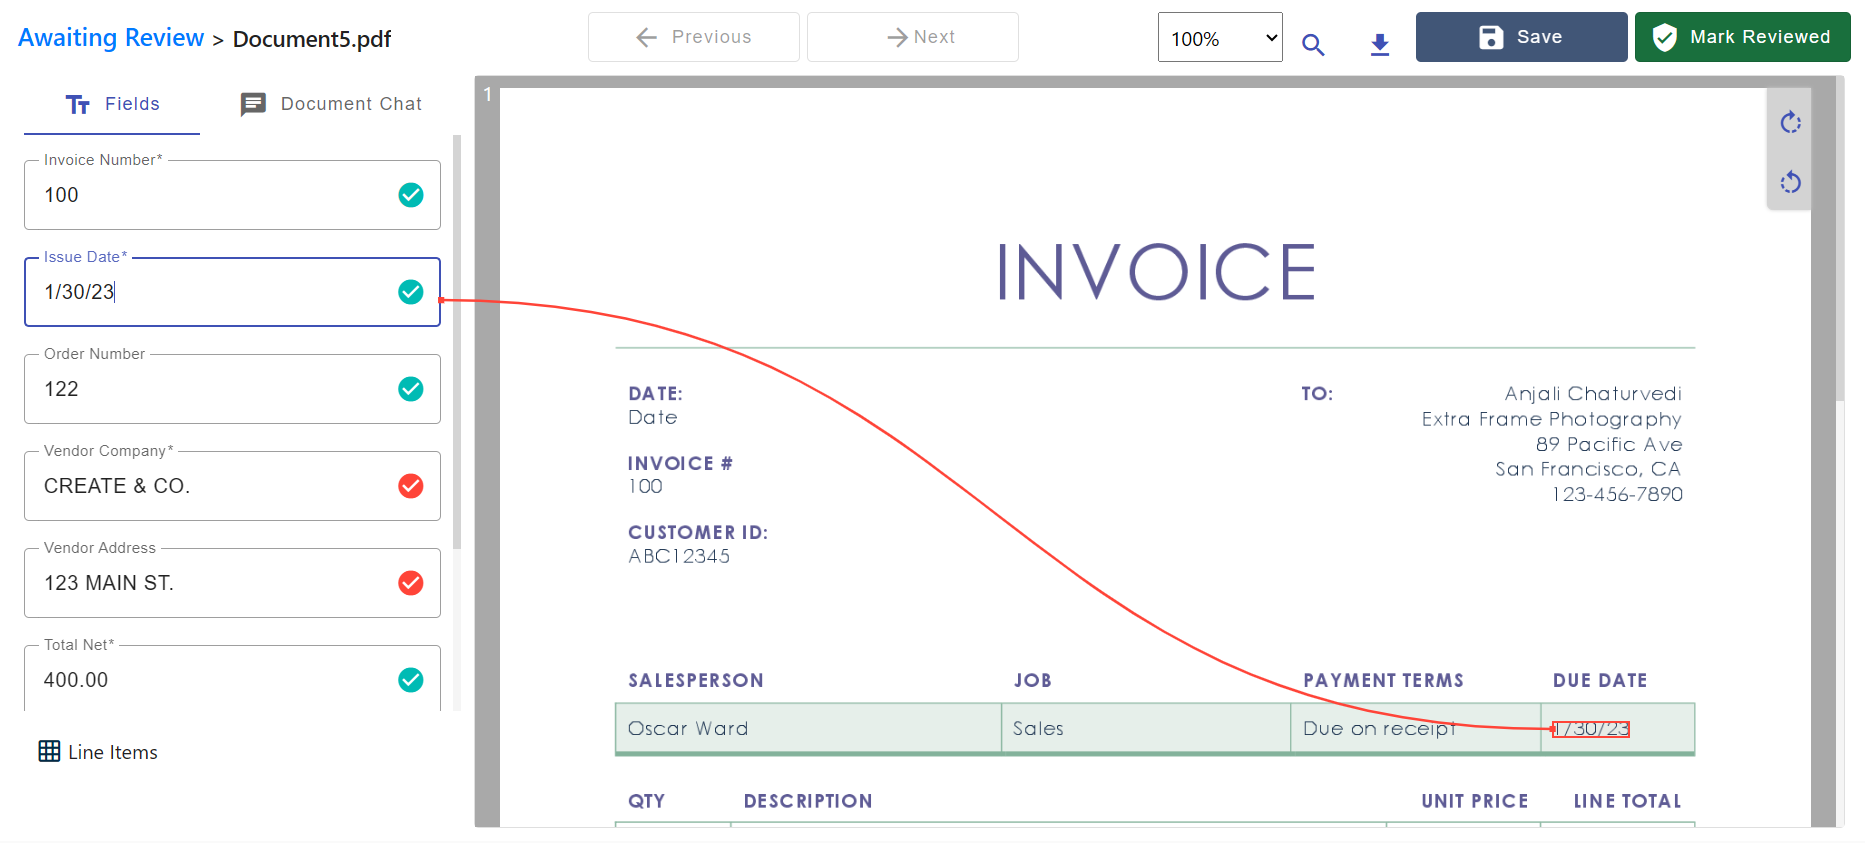 Awaiting Review > Document5.pdf
Previous
Next
100%
Save
Mark Reviewed
Fields
Document Chat
Invoice Number*
100
Issue Date*
1/30/23
Order Number
122
Vendor Company*
CREATE & CO.
Vendor Address
123 MAIN ST.
Total Net*
400.00
Line Items
1
INVOICE
DATE:
Date
INVOICE #
100
CUSTOMER ID:
ABC12345
TO:
Anjali Chaturvedi
Extra Frame Photography
89 Pacific Ave
San Francisco, CA
123-456-7890
SALESPERSON JOB PAYMENT TERMS DUE DATE
Oscar Ward Sales Due on receipt 1/30/23
QTY DESCRIPTION UNIT PRICE LINE TOTAL